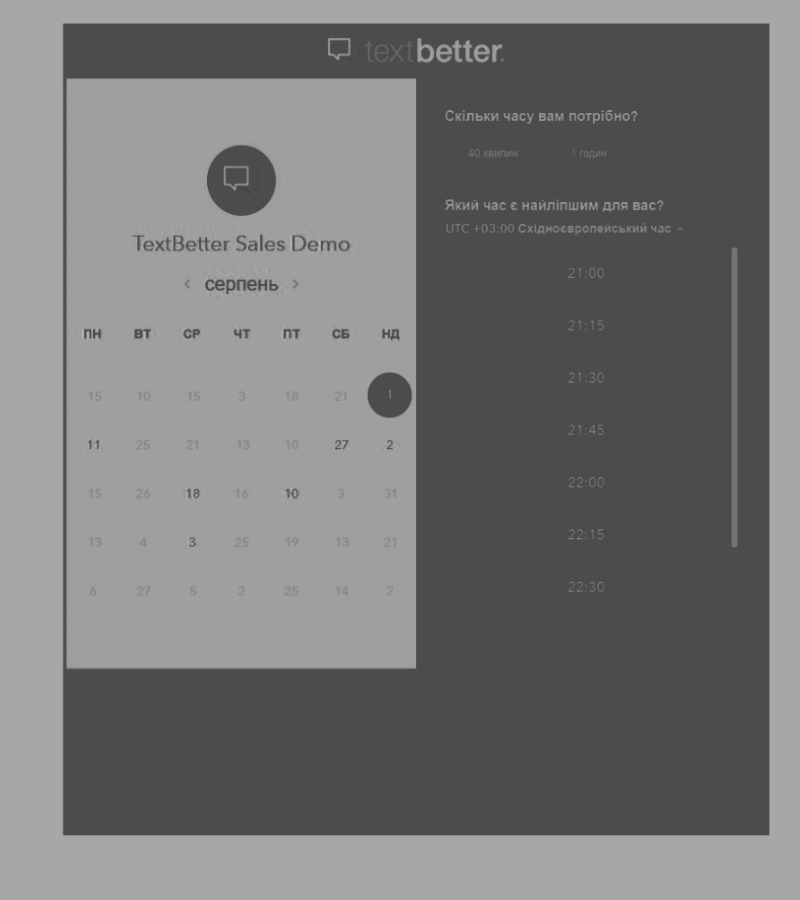 textbetter.
TextBetter Sales Demo
< серпень >
ПН ВТ СР ЧТ ПТ СБ НД
15 10 15 3 18 21 1
11 25 21 13 10 27 2
15 26 18 16 10 3 31
13 4 3 25 19 13 21
6 27 5 2 25 14 2
Скільки часу вам потрібно?
40 хвилин 1 годин
Який час є найліпшим для вас?
UTC +03:00 Східноєвропейський час
21:00
21:15
21:30
21:45
22:00
22:15
22:30